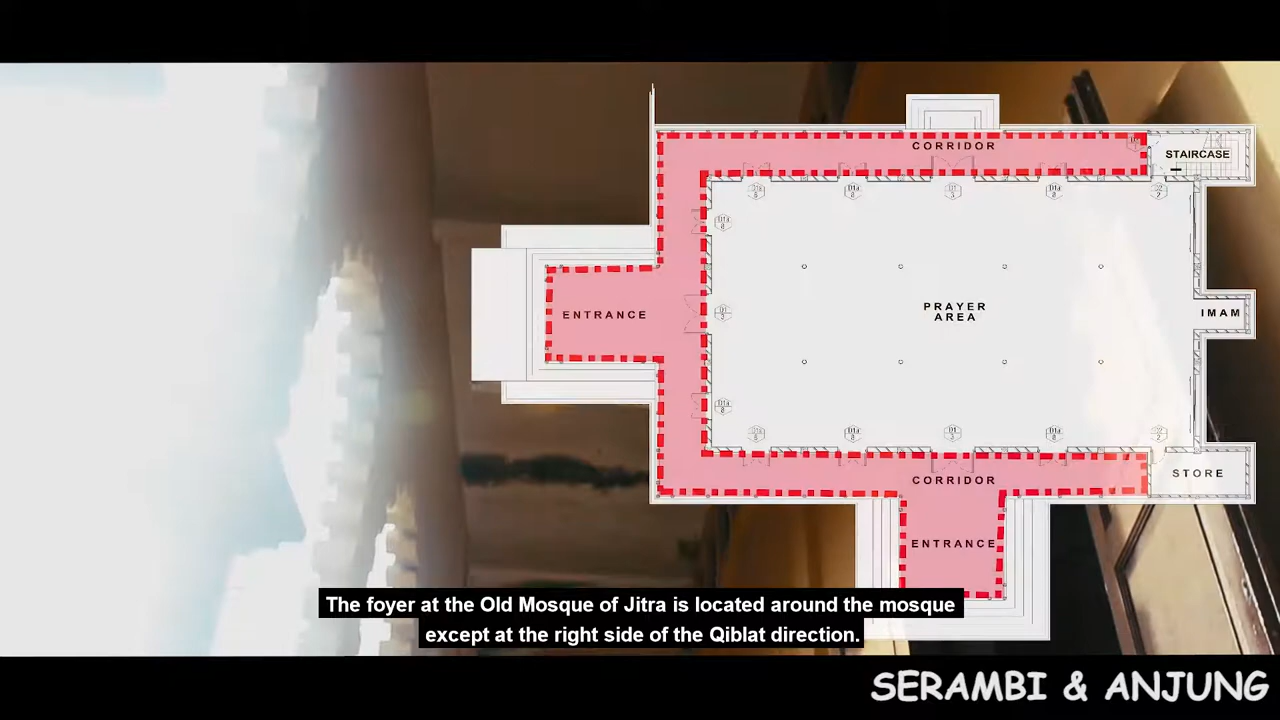 CORRIDOR
STAIRCASE
ENTRANCE
PRAYER
AREA
IMAM
CORRIDOR
STORE
ENTRANCE
The foyer at the Old Mosque of Jitra is located around the mosque
except at the right side of the Qiblat direction.
SERAMBI & ANJUNG